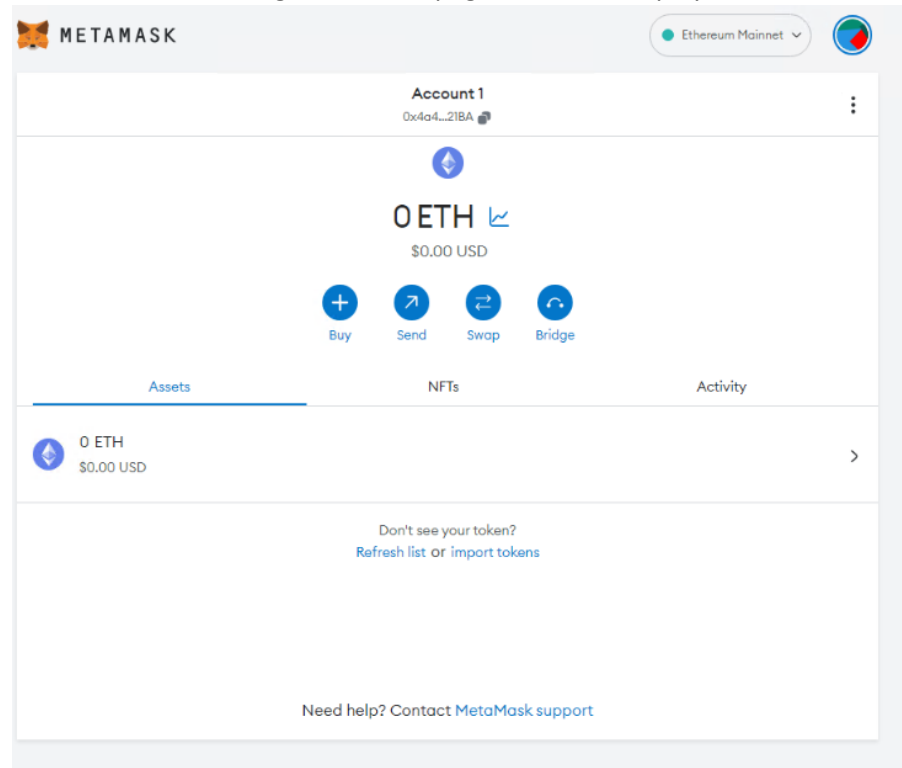 METAMASK
Ethereum Mainnet
Account 1
0x4a4...21BA
0 ETH
$0.00 USD
Buy Send Swap Bridge
Assets NFTs Activity
0 ETH
$0.00 USD
Don't see your token?
Refresh list or import tokens
Need help? Contact MetaMask support